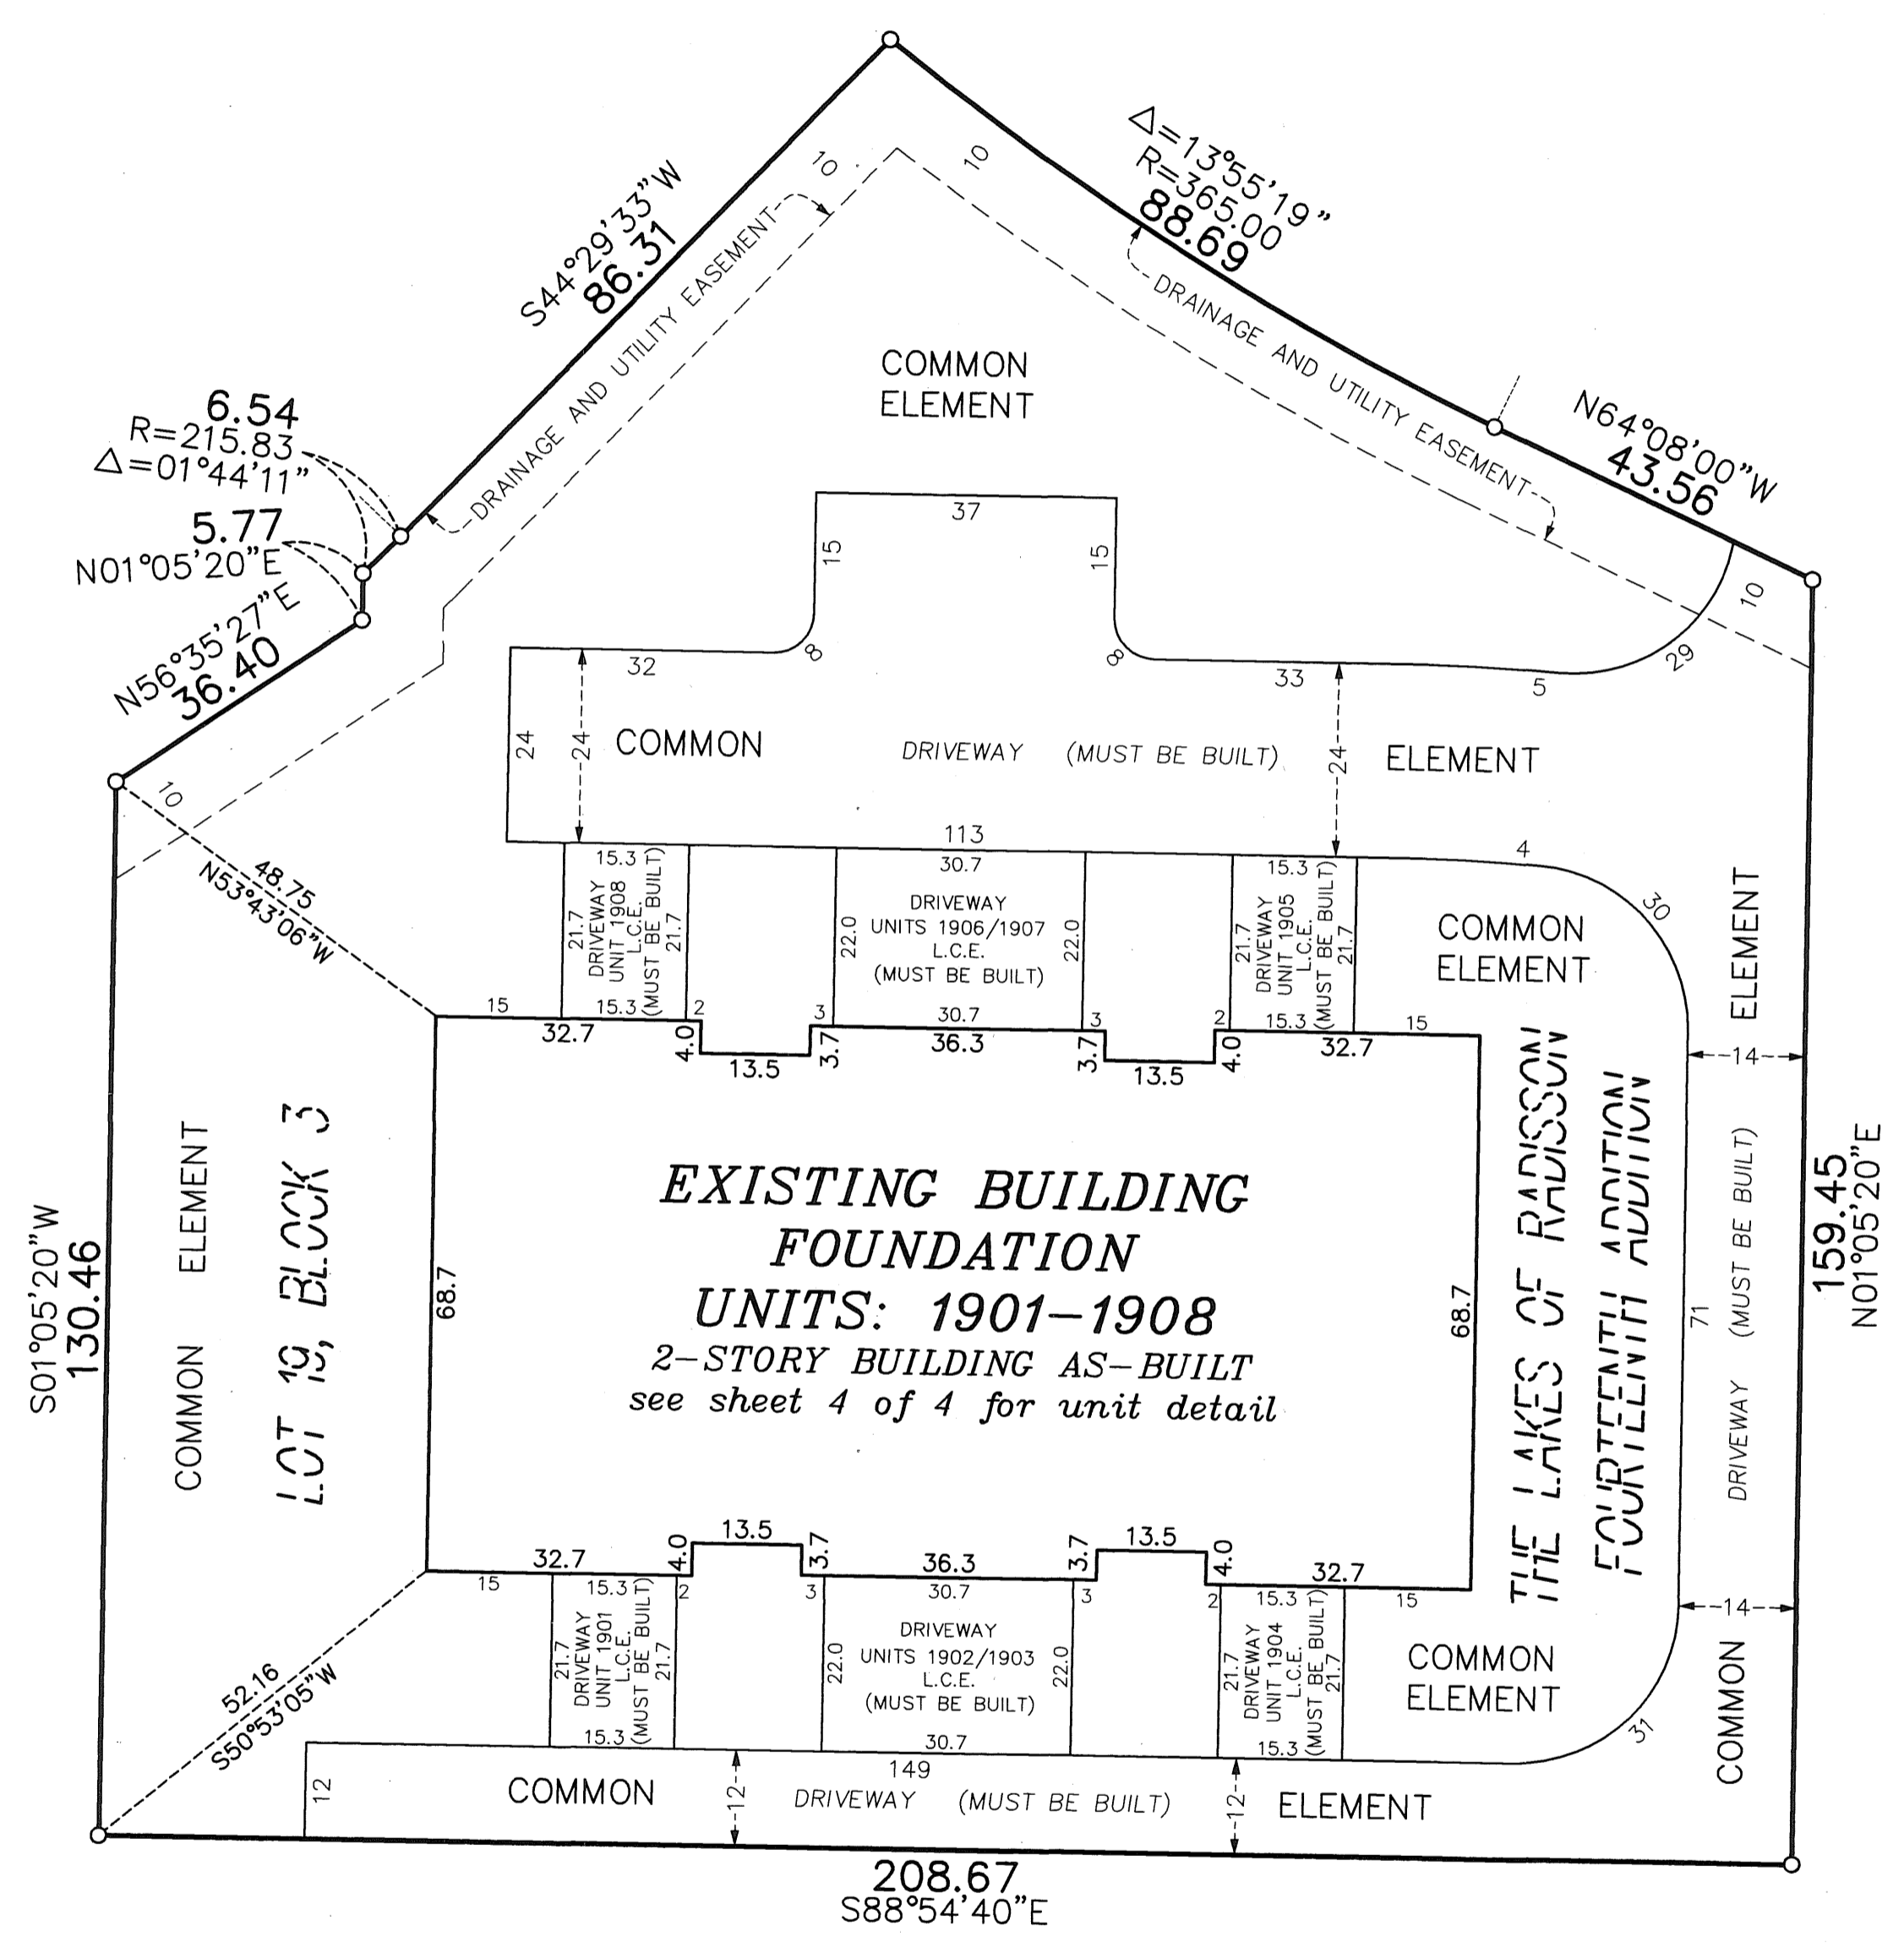 10
10
Δ=13°55'19"
R=365.00
88.69
S44°29'33"W
86.31
DRAINAGE AND UTILITY EASEMENT
DRAINAGE AND UTILITY EASEMENT
COMMON
ELEMENT
N64°08'00"W
43.56
6.54
R=215.83
Δ=01°44'11"
5.77
N01°05'20"E
N56°35'27"E
36.40
37
15
15
8
8
10
32
33
5
29
24
24
24
COMMON
DRIVEWAY (MUST BE BUILT)
ELEMENT
10
48.75
N53°43'06"W
113
4
30
15.3
21.7
DRIVEWAY
UNIT 1908
L.C.E.
(MUST BE BUILT)
21.7
15.3
30.7
22.0
DRIVEWAY
UNITS 1906/1907
L.C.E.
(MUST BE BUILT)
22.0
30.7
15.3
21.7
DRIVEWAY
UNIT 1905
L.C.E.
(MUST BE BUILT)
21.7
15.3
COMMON
ELEMENT
ELEMENT
15
2
3
3
2
15
32.7
4.0
13.5
3.7
36.3
3.7
13.5
4.0
32.7
14
S01°05'20"W
130.46
COMMON ELEMENT
LOT 19, BLOCK 3
68.7
EXISTING BUILDING
FOUNDATION
UNITS: 1901-1908
2-STORY BUILDING AS-BUILT
see sheet 4 of 4 for unit detail
68.7
THE LAKES OF RADISSON
FOURTEENTH ADDITION
71
DRIVEWAY (MUST BE BUILT)
159.45
N01°05'20"E
32.7
4.0
13.5
3.7
36.3
3.7
13.5
4.0
32.7
15
2
3
3
2
15
14
15.3
21.7
DRIVEWAY
UNIT 1901
L.C.E.
(MUST BE BUILT)
21.7
15.3
30.7
22.0
DRIVEWAY
UNITS 1902/1903
L.C.E.
(MUST BE BUILT)
22.0
30.7
15.3
21.7
DRIVEWAY
UNIT 1904
L.C.E.
(MUST BE BUILT)
21.7
15.3
COMMON
ELEMENT
31
COMMON
52.16
S50°53'05"W
12
149
COMMON
12
DRIVEWAY (MUST BE BUILT)
12
ELEMENT
208.67
S88°54'40"E